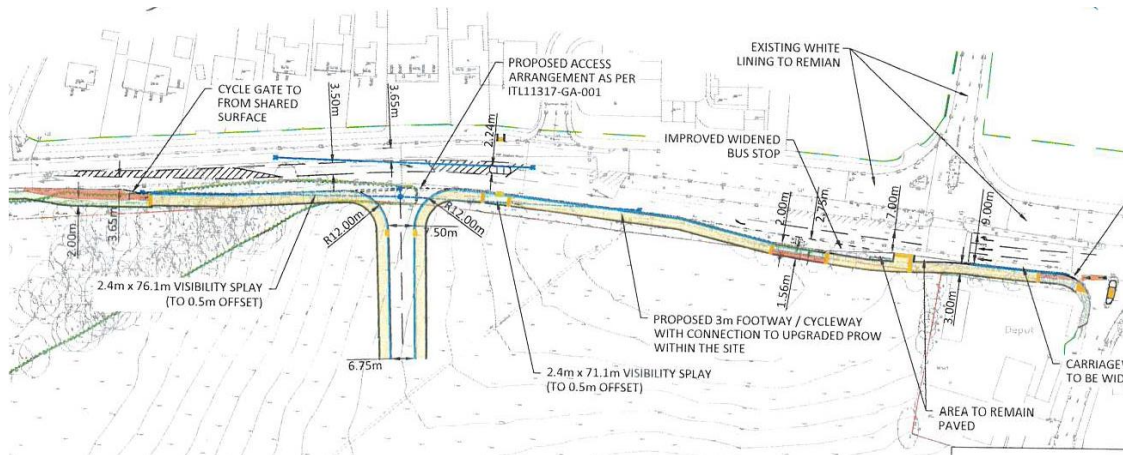 EXISTING WHITE
LINING TO REMIAN
PROPOSED ACCESS
ARRANGEMENT AS PER
ITL11317-GA-001
CYCLE GATE TO
FROM SHARED
SURFACE
3.50m
3.65m
2.24m
IMPROVED WIDENED
BUS STOP
2.00m
3.65m
R12.00m
R12.00m
7.50m
2.00m
2.75m
7.00m
9.00m
1.56m
3.00m
2.4m x 76.1m VISIBILITY SPLAY
(TO 0.5m OFFSET)
PROPOSED 3m FOOTWAY / CYCLEWAY
WITH CONNECTION TO UPGRADED PROW
WITHIN THE SITE
Depot
6.75m
2.4m x 71.1m VISIBILITY SPLAY
(TO 0.5m OFFSET)
CARRIAGEW
TO BE WID
AREA TO REMAIN
PAVED